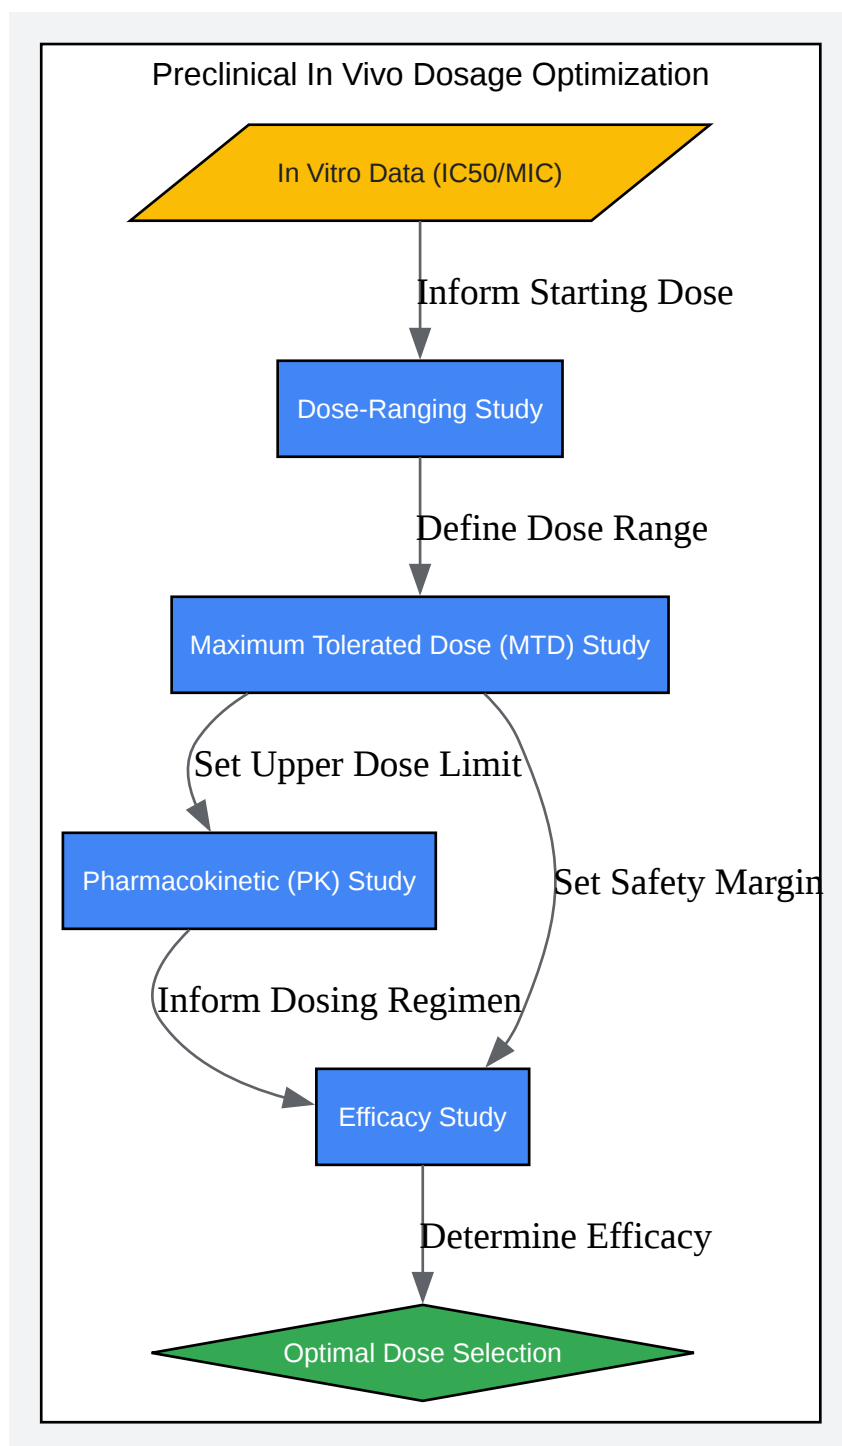 Preclinical In Vivo Dosage Optimization
In Vitro Data (IC50/MIC)
Inform Starting Dose
Dose-Ranging Study
Define Dose Range
Maximum Tolerated Dose (MTD) Study
Set Upper Dose Limit
Pharmacokinetic (PK) Study
Set Safety Margin
Inform Dosing Regimen
Efficacy Study
Determine Efficacy
Optimal Dose Selection